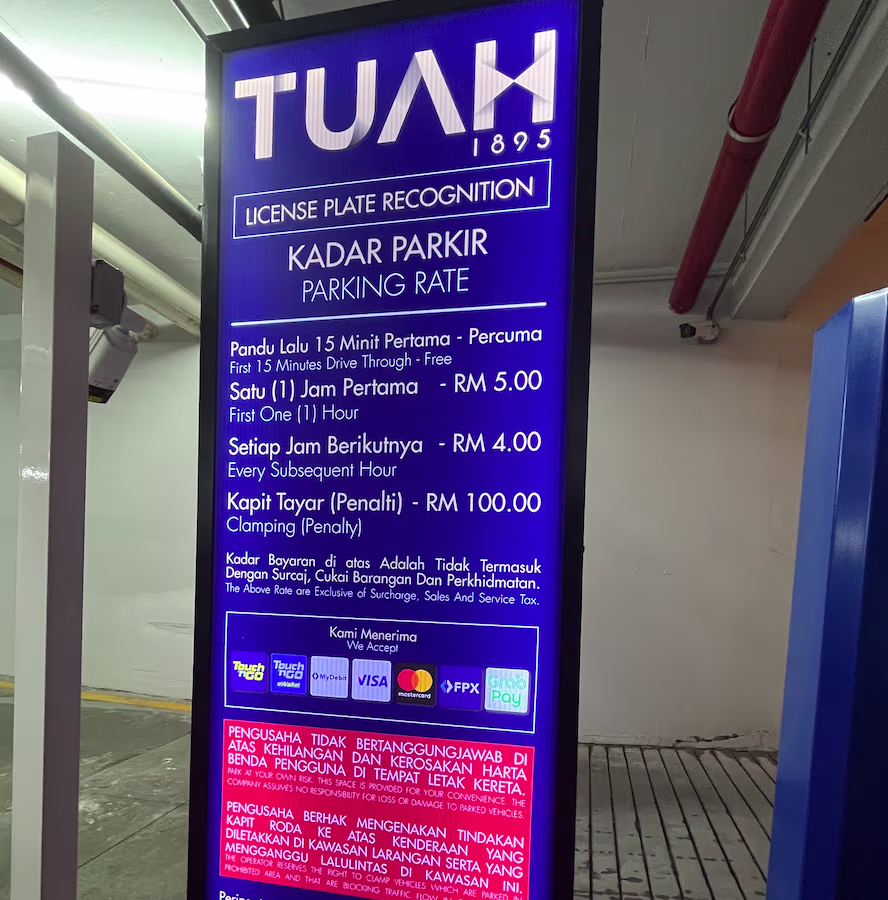 TUAH
1895
LICENSE PLATE RECOGNITION
KADAR PARKIR
PARKING RATE
Pandu Lalu 15 Minit Pertama - Percuma
First 15 Minutes Drive Through - Free
Satu (1) Jam Pertama - RM 5.00
First One (1) Hour
Setiap Jam Berikutnya - RM 4.00
Every Subsequent Hour
Kapit Tayar (Penalti) - RM 100.00
Clamping (Penalty)
Kadar Bayaran di atas Adalah Tidak Termasuk
Dengan Surcaj, Cukai Barangan Dan Perkhidmatan.
The Above Rate are Exclusive of Surcharge, Sales And Service Tax.
Kami Menerima
We Accept
Touch 'n GO Touch 'n GO eWallet MyDebit VISA mastercard FPX Grab Pay
PENGUSAHA TIDAK BERTANGGUNGJAWAB DI
ATAS KEHILANGAN DAN KEROSAKAN HARTA
BENDA PENGGUNA DI TEMPAT LETAK KERETA.
PARK AT YOUR OWN RISK. THIS SPACE IS PROVIDED FOR YOUR CONVENIENCE. THE
COMPANY ASSUMES NO RESPONSIBILITY FOR LOSS OR DAMAGE TO PARKED VEHICLES.
PENGUSAHA BERHAK MENGENAKAN TINDAKAN
KAPIT RODA KE ATAS KENDERAAN YANG
DILETAKKAN DI KAWASAN LARANGAN SERTA YANG
MENGGANGGU LALULINTAS DI KAWASAN INI.
THE OPERATOR RESERVES THE RIGHT TO CLAMP VEHICLES WHICH ARE PARKED IN
PROHIBITED AREA AND THAT ARE BLOCKING TRAFFIC FLOW IN